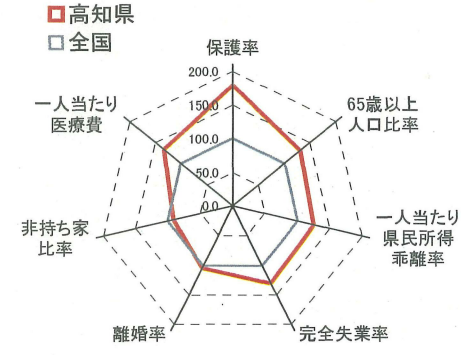 高知県
全国
保護率
200.0
150.0
100.0
50.0
0.0
65歳以上
人口比率
一人当たり
県民所得
乖離率
完全失業率
離婚率
非持ち家
比率
一人当たり
医療費